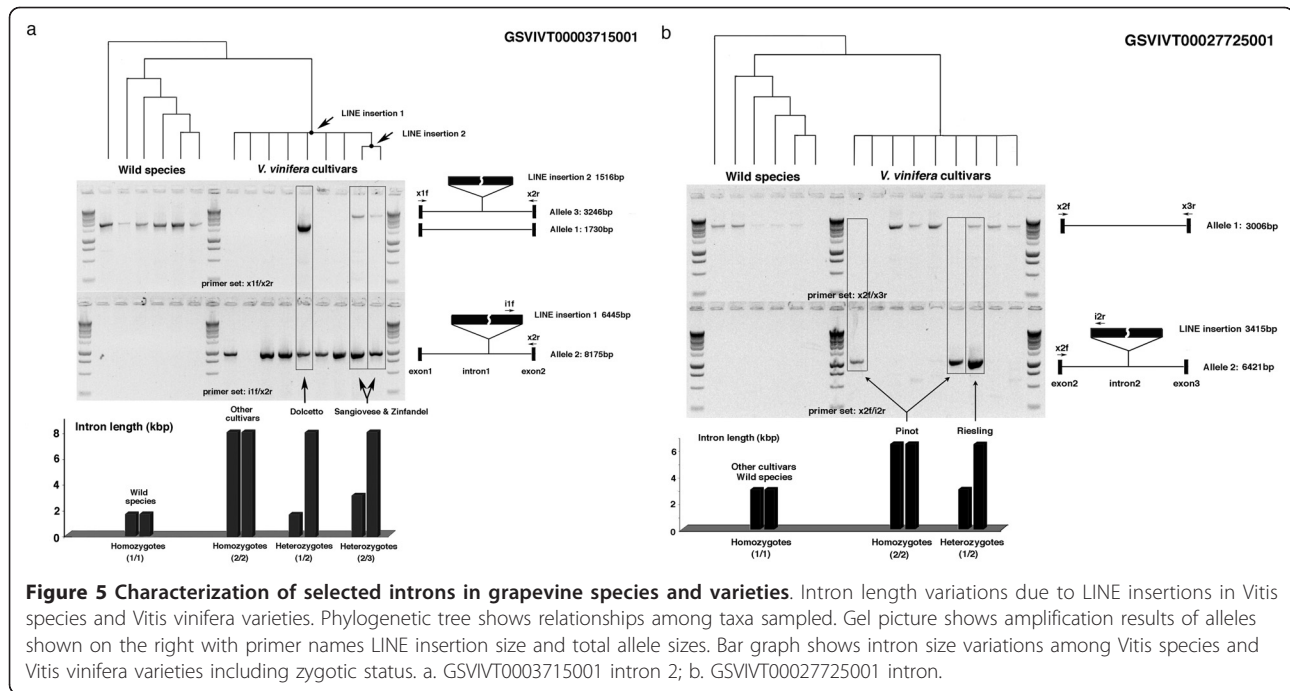 a
GSVIVT00003715001
LINE insertion 1
LINE insertion 2
Wild species
V. vinifera cultivars
x1f
LINE insertion 2 1516bp
x2r
Allele 3: 3246bp
Allele 1: 1730bp
primer set: x1f/x2r
i1f
LINE insertion 1 6445bp
x2r
Allele 2: 8175bp
exon1
intron1
exon2
primer set: i1f/x2r
Other cultivars
Dolcetto
Sangiovese & Zinfandel
Intron length (kbp)
8
6
4
2
0
Wild species
Homozygotes (1/1)
Homozygotes (2/2)
Heterozygotes (1/2)
Heterozygotes (2/3)
b
GSVIVT00027725001
Wild species
V. vinifera cultivars
x2f
x3r
Allele 1: 3006bp
primer set: x2f/x3r
i2r
LINE insertion 3415bp
x2f
Allele 2: 6421bp
exon2
intron2
exon3
primer set: x2f/i2r
Pinot
Riesling
Intron length (kbp)
6
4
2
0
Other cultivars
Wild species
Homozygotes (1/1)
Homozygotes (2/2)
Heterozygotes (1/2)
Figure 5 Characterization of selected introns in grapevine species and varieties. Intron length variations due to LINE insertions in Vitis
species and Vitis vinifera varieties. Phylogenetic tree shows relationships among taxa sampled. Gel picture shows amplification results of alleles
shown on the right with primer names LINE insertion size and total allele sizes. Bar graph shows intron size variations among Vitis species and
Vitis vinifera varieties including zygotic status. a. GSVIVT0003715001 intron 2; b. GSVIVT00027725001 intron.